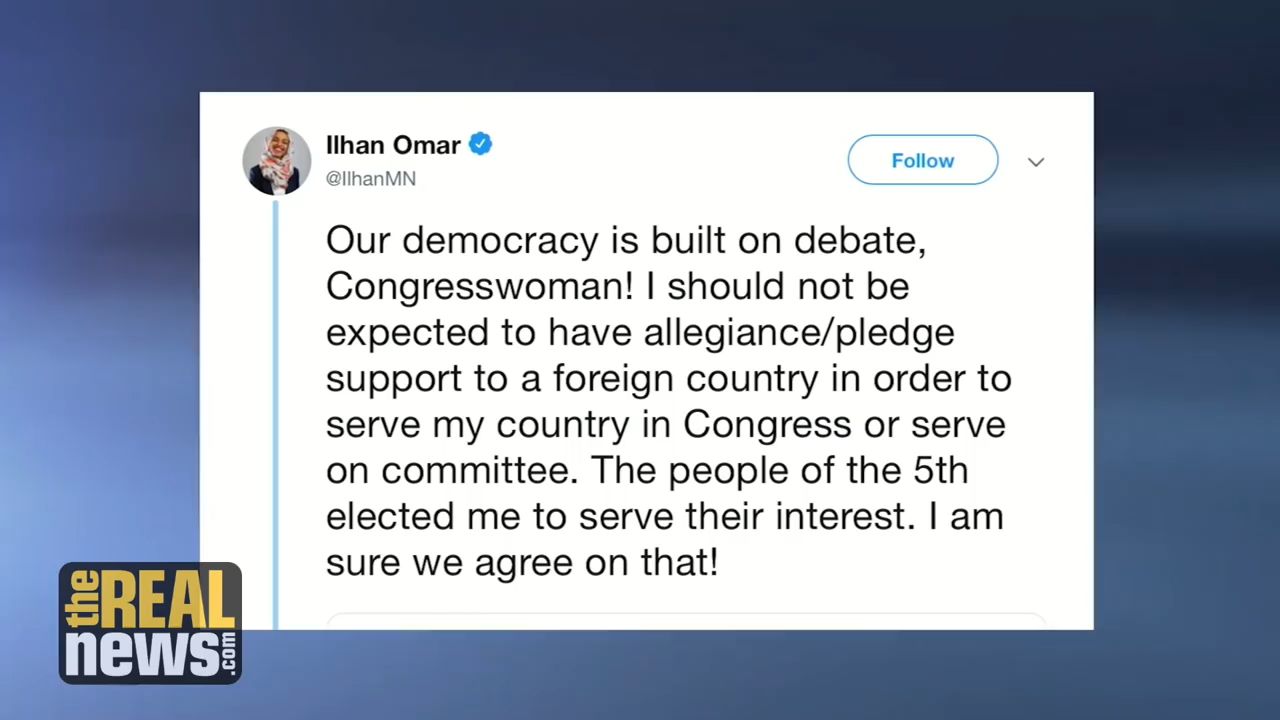 Ilhan Omar
@IlhanMN
Follow
Our democracy is built on debate,
Congresswoman! I should not be
expected to have allegiance/pledge
support to a foreign country in order to
serve my country in Congress or serve
on committee. The people of the 5th
elected me to serve their interest. I am
sure we agree on that!
the REAL
news.com